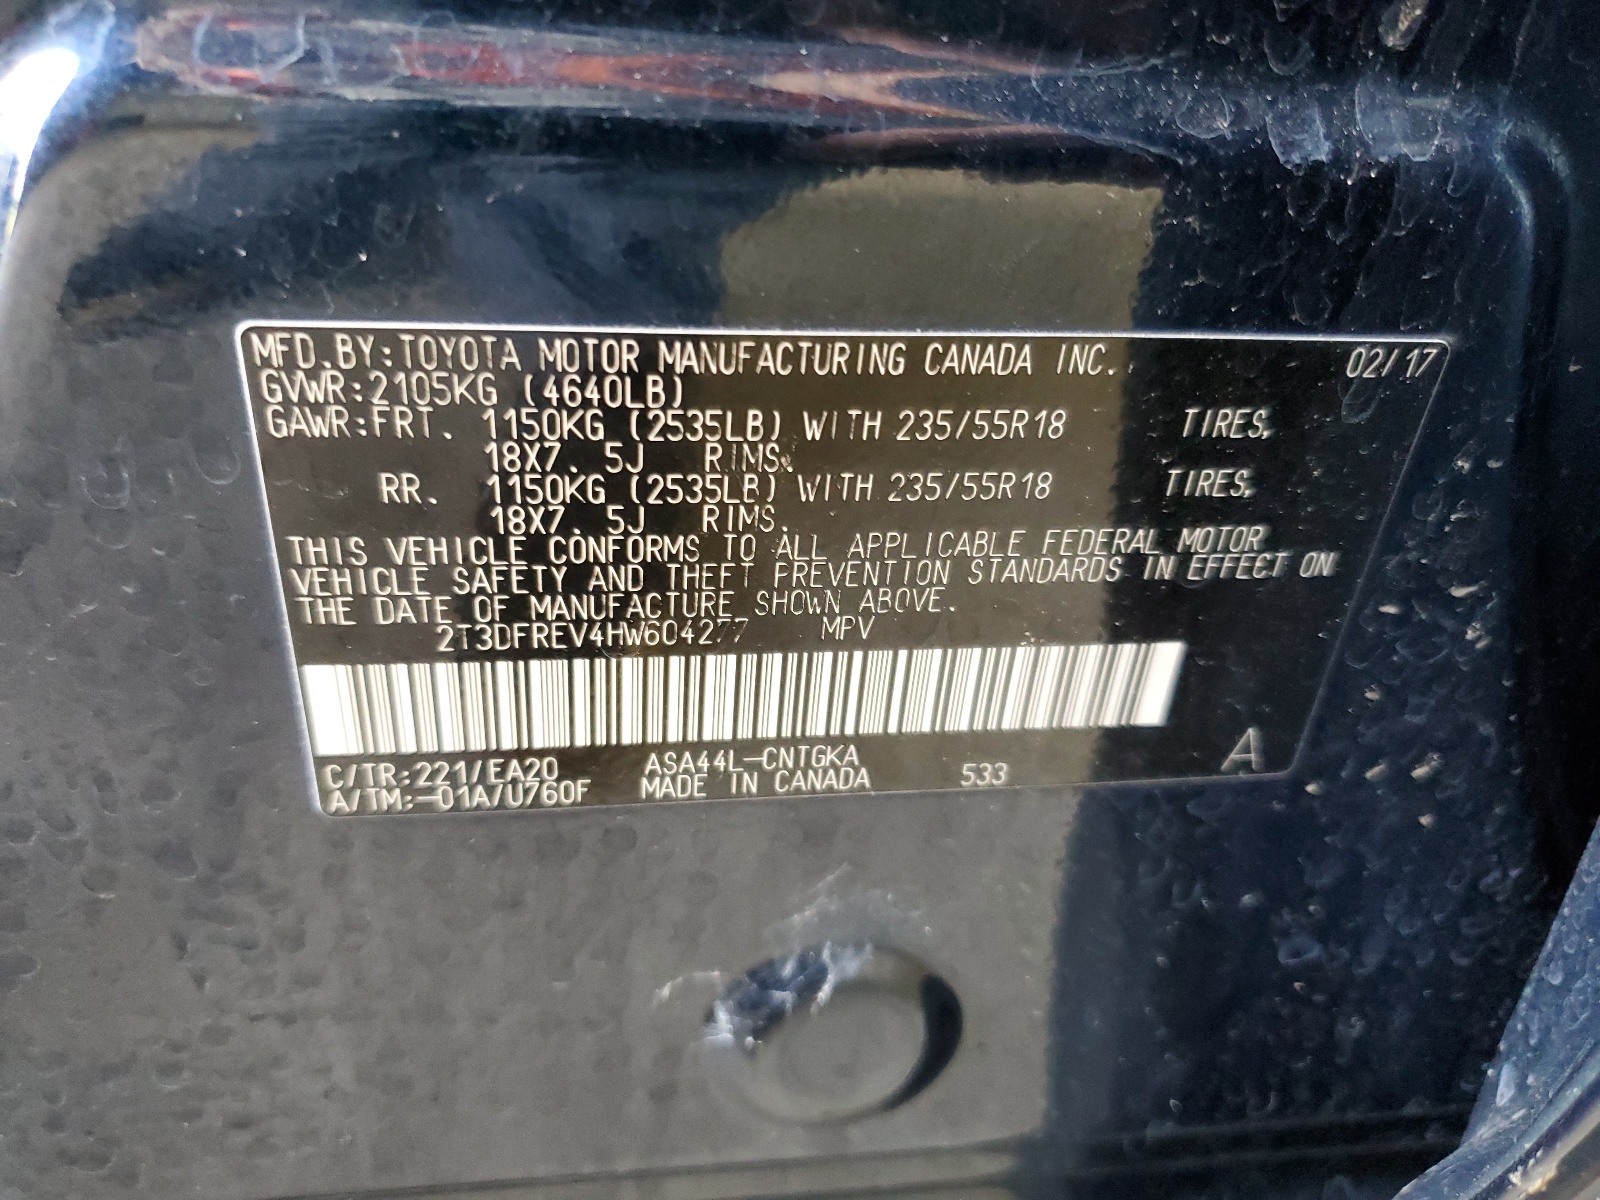 MFD.BY:TOYOTA MOTOR MANUFACTURING CANADA INC. 02/17
GVWR:2105KG (4640LB)
GAWR:FRT. 1150KG (2535LB) WITH 235/55R18 TIRES,
18X7.5J RIMS.
RR. 1150KG (2535LB) WITH 235/55R18 TIRES,
18X7.5J RIMS.
THIS VEHICLE CONFORMS TO ALL APPLICABLE FEDERAL MOTOR
VEHICLE SAFETY AND THEFT PREVENTION STANDARDS IN EFFECT ON
THE DATE OF MANUFACTURE SHOWN ABOVE.
2T3DFREV4HW604277 MPV
C/TR:221/EA20 ASA44L-CNTGKA A
A/TM:-01A/U760F MADE IN CANADA 533